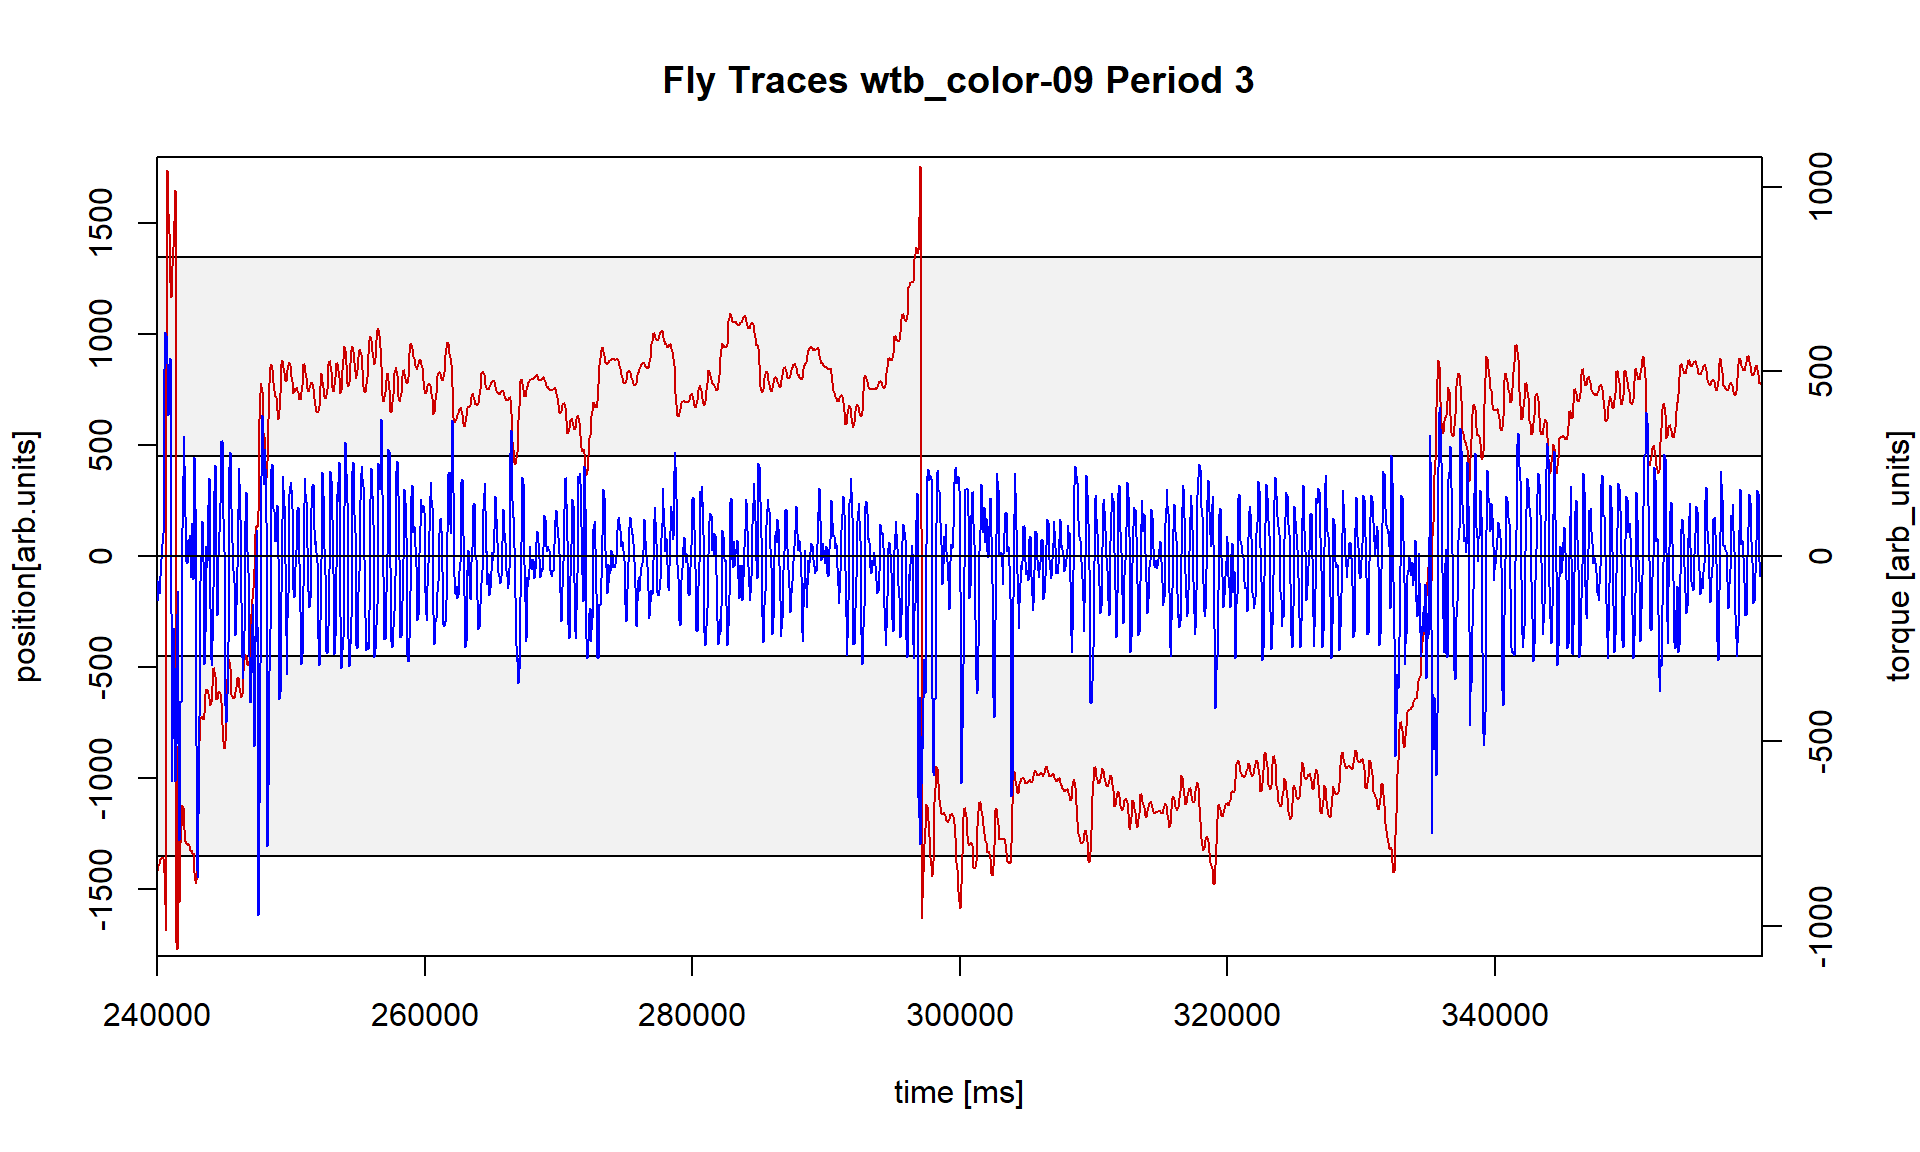 Fly Traces wtb_color-09 Period 3
position[arb.units]
1500
1000
500
0
-500
-1000
-1500
1000
500
0
-500
-1000
torque [arb_units]
240000 260000 280000 300000 320000 340000
time [ms]